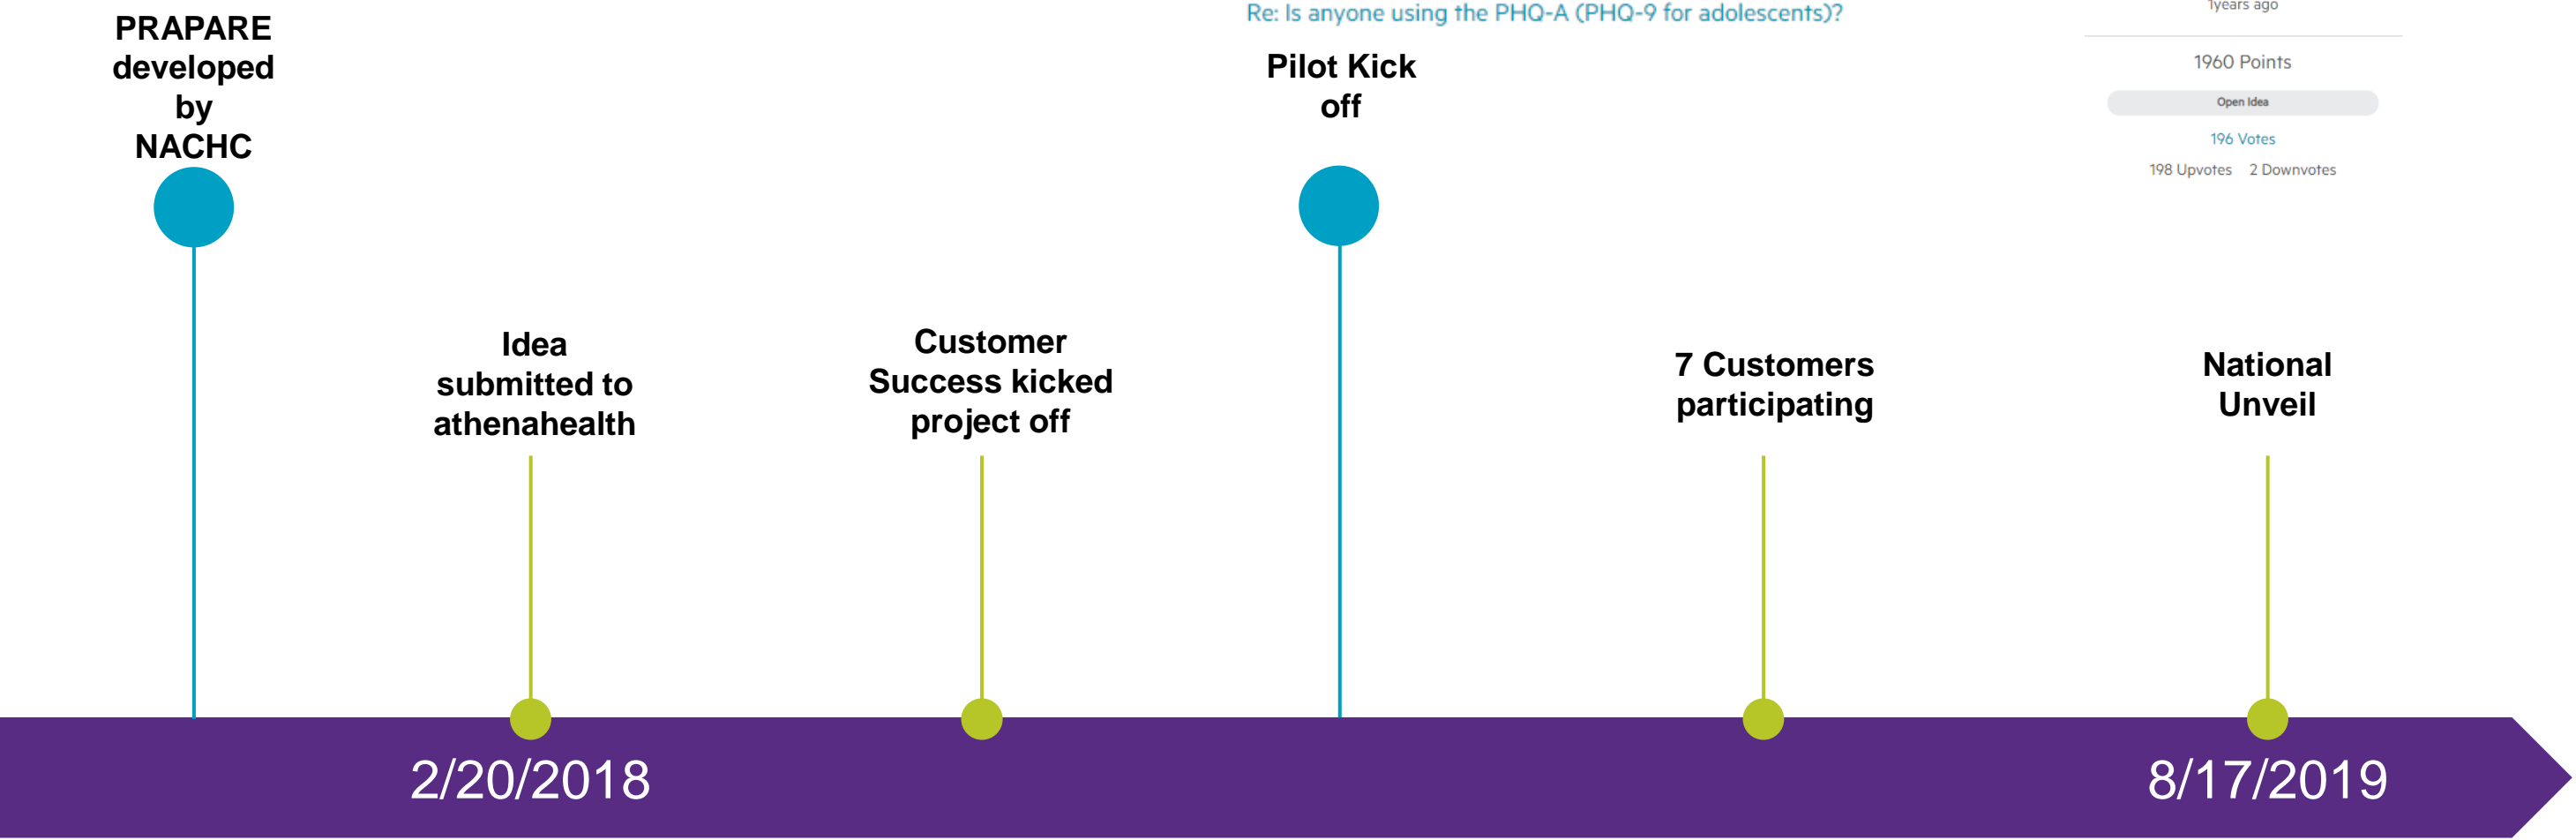 Re: Is anyone using the PHQ-A (PHQ-9 for adolescents)?
1years ago
1960 Points
Open Idea
196 Votes
198 Upvotes 2 Downvotes
PRAPARE
developed
by
NACHC
Pilot Kick
off
Idea
submitted to
athenahealth
Customer
Success kicked
project off
7 Customers
participating
National
Unveil
2/20/2018
8/17/2019